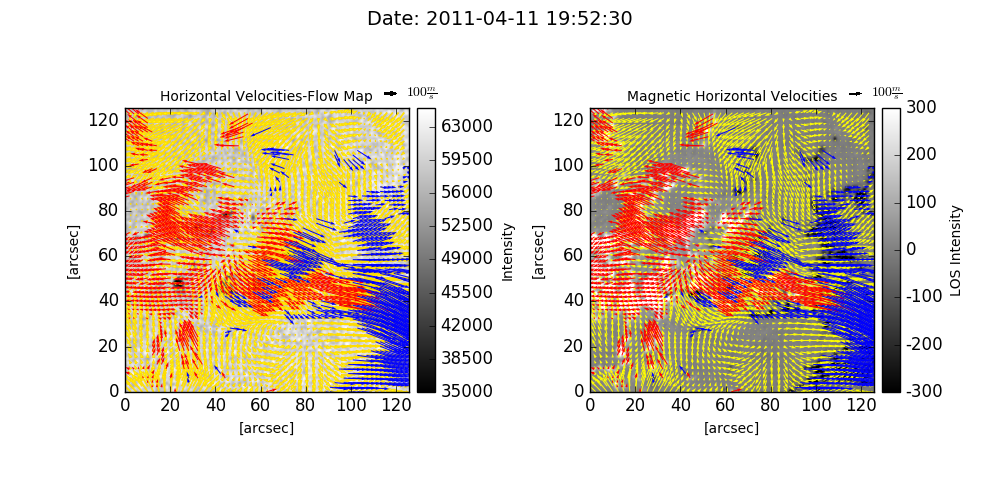 Date: 2011-04-11 19:52:30
Horizontal Velocities-Flow Map
100 m/s
Magnetic Horizontal Velocities
100 m/s
120
100
80
60
40
20
0
0 20 40 60 80 100 120
[arcsec]
[arcsec]
63000
59500
56000
52500
49000
45500
42000
38500
35000
Intensity
120
100
80
60
40
20
0
0 20 40 60 80 100 120
[arcsec]
[arcsec]
300
200
100
0
-100
-200
-300
LOS Intensity